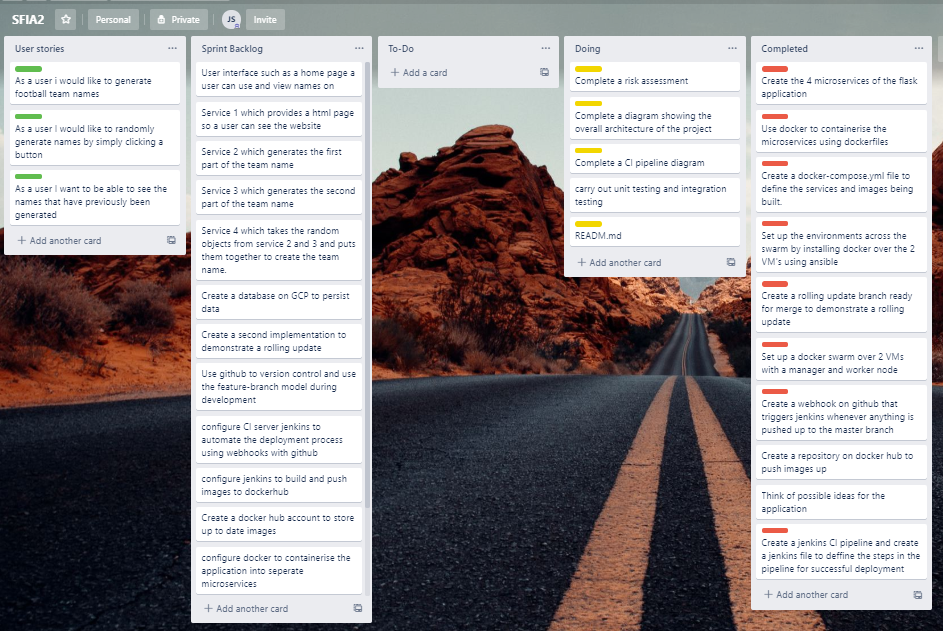 SFIA2
Personal
Private
JS
Invite
User stories
As a user i would like to generate
football team names
As a user I would like to randomly
generate names by simply clicking a
button
As a user I want to be able to see the
names that have previously been
generated
+ Add another card
Sprint Backlog
User interface such as a home page a
user can use and view names on
Service 1 which provides a html page
so a user can see the website
Service 2 which generates the first
part of the team name
Service 3 which generates the second
part of the team name
Service 4 which takes the random
objects from service 2 and 3 and puts
them together to create the team
name.
Create a database on GCP to persist
data
Create a second implementation to
demonstrate a rolling update
Use github to version control and use
the feature-branch model during
development
configure CI server jenkins to
automate the deployment process
using webhooks with github
configure jenkins to build and push
images to dockerhub
Create a docker hub account to store
up to date images
configure docker to containerise the
application into seperate
microservices
+ Add another card
To-Do
+ Add a card
Doing
Complete a risk assessment
Complete a diagram showing the
overall architecture of the project
Complete a CI pipeline diagram
carry out unit testing and integration
testing
READM.md
+ Add another card
Completed
Create the 4 microservices of the flask
application
Use docker to containerise the
microservices using dockerfiles
Create a docker-compose.yml file to
define the services and images being
built.
Set up the environments across the
swarm by installing docker over the 2
VM's using ansible
Create a rolling update branch ready
for merge to demonstrate a rolling
update
Set up a docker swarm over 2 VMs
with a manager and worker node
Create a webhook on github that
triggers jenkins whenever anything is
pushed up to the master branch
Create a repository on docker hub to
push images up
Think of possible ideas for the
application
Create a jenkins CI pipeline and create
a jenkins file to deffine the steps in the
pipeline for successful deployment
+ Add another card